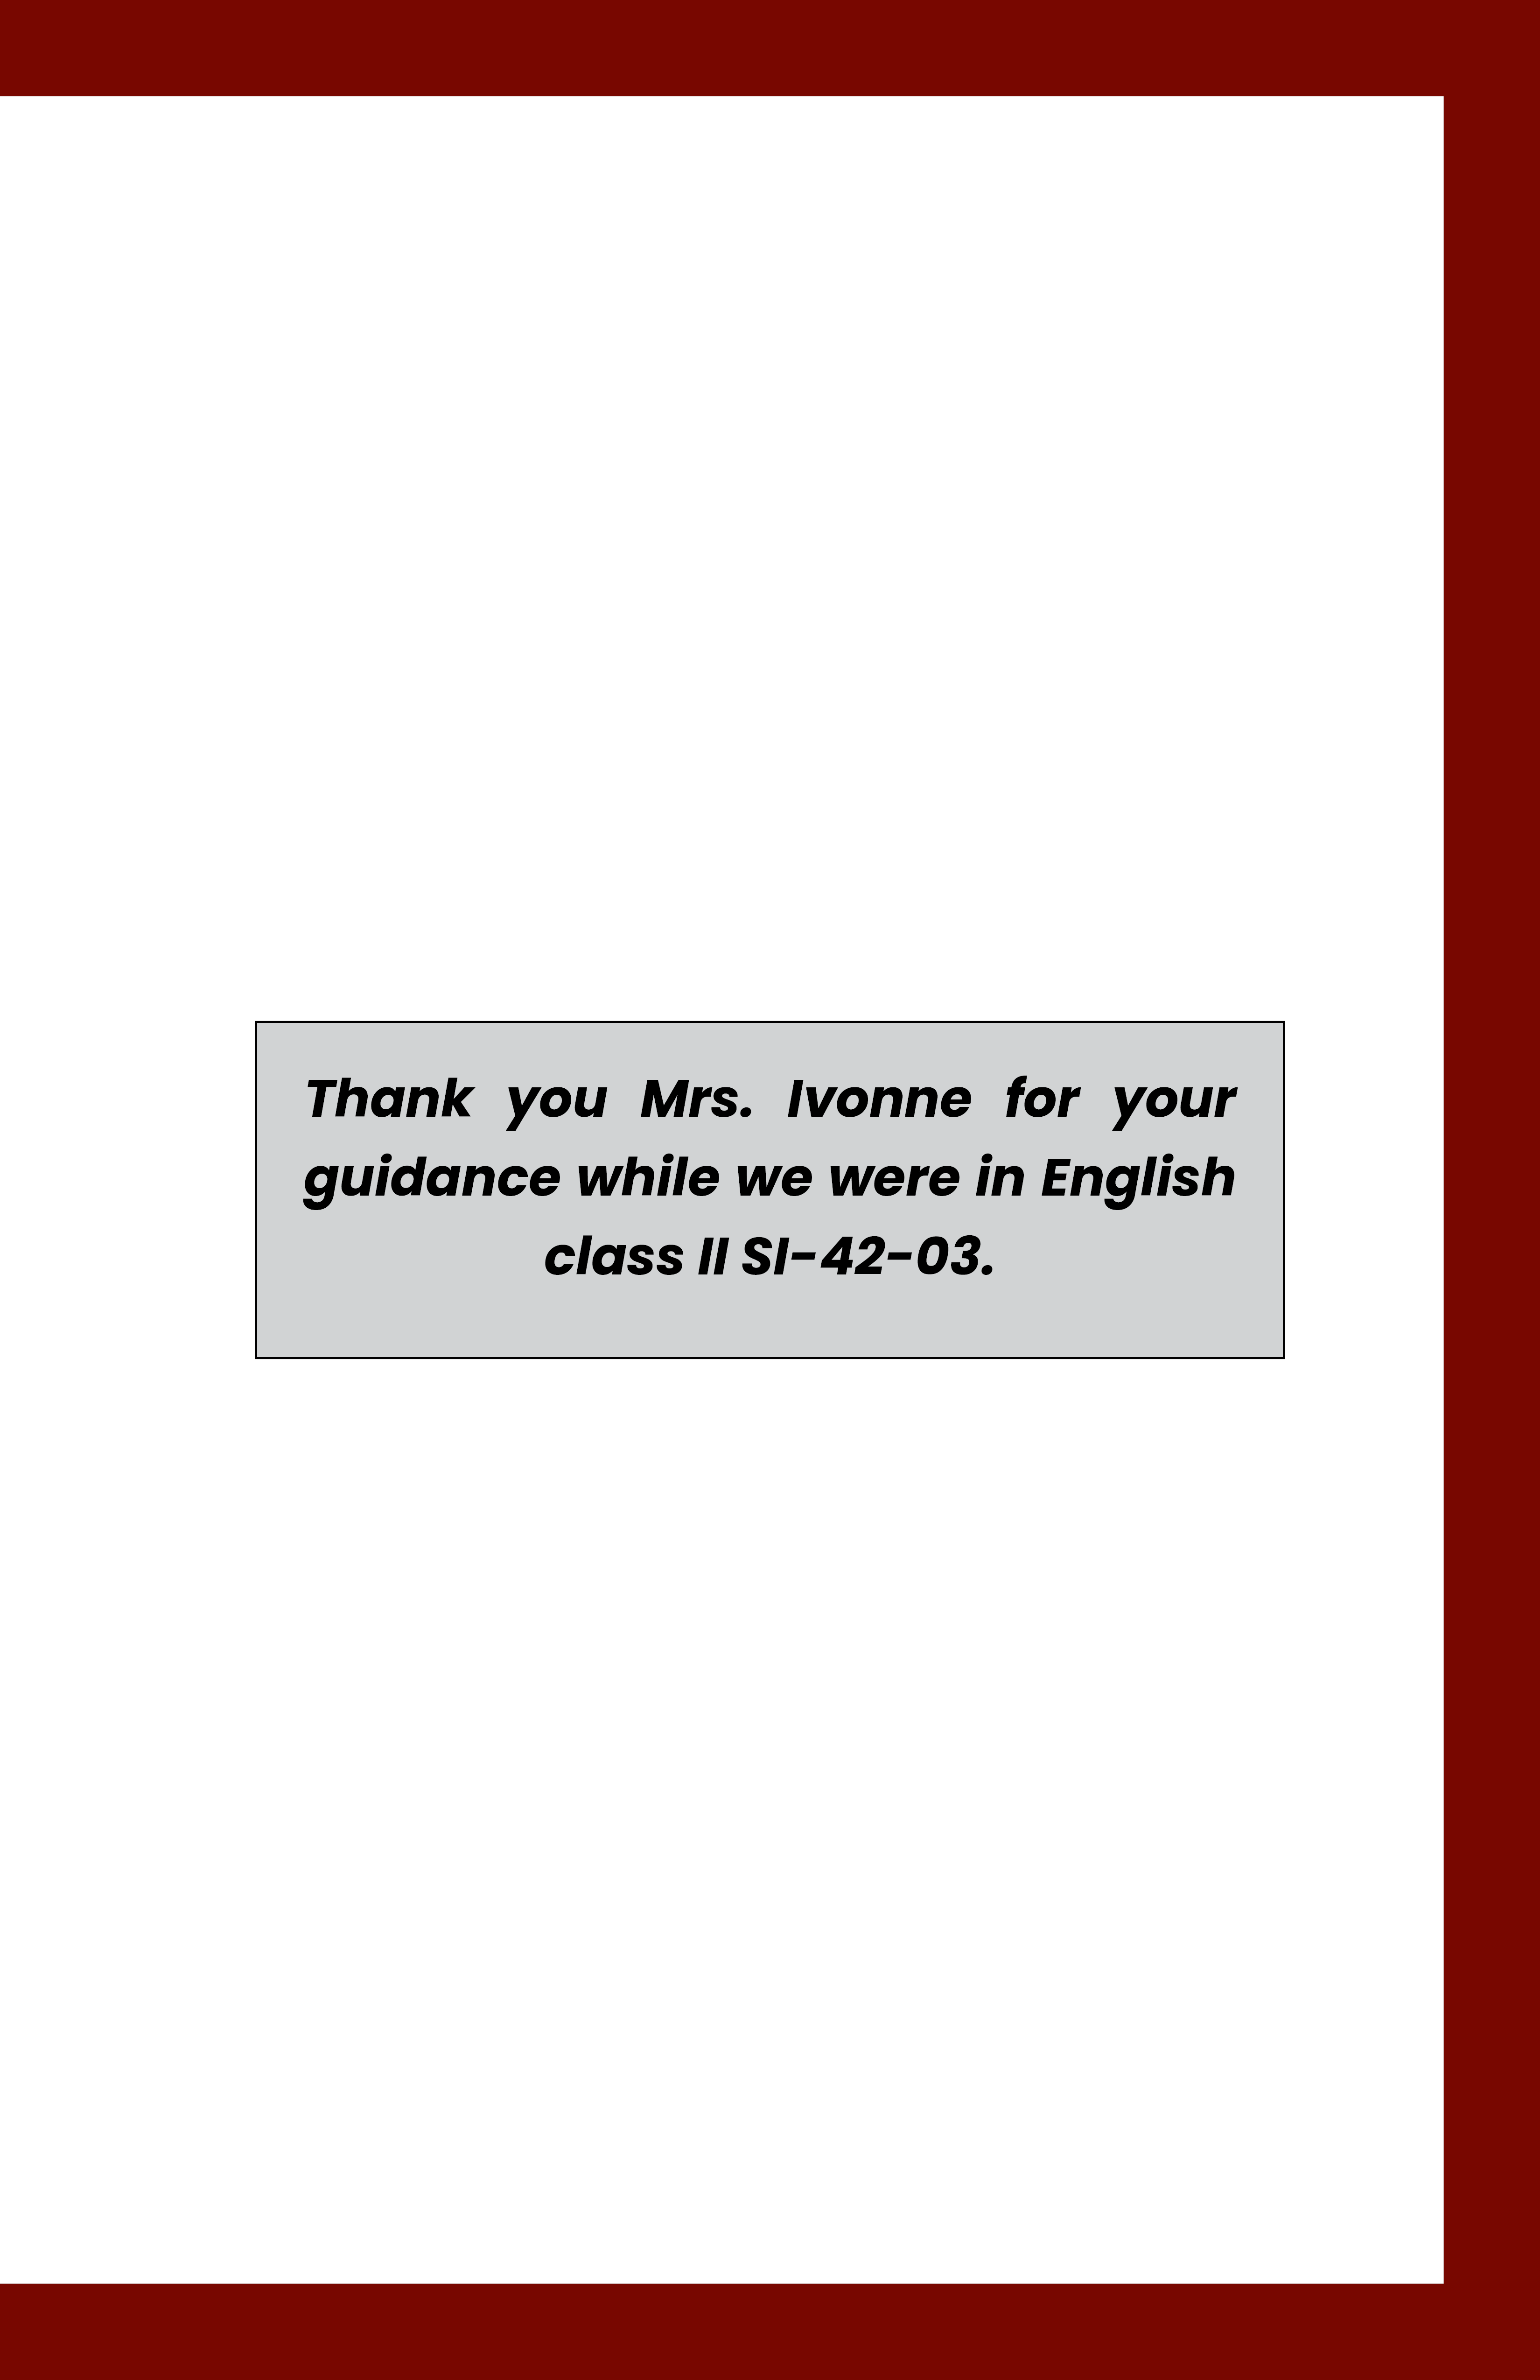 Thank you Mrs. Ivonne for your
guidance while we were in English
class II SI-42-03.